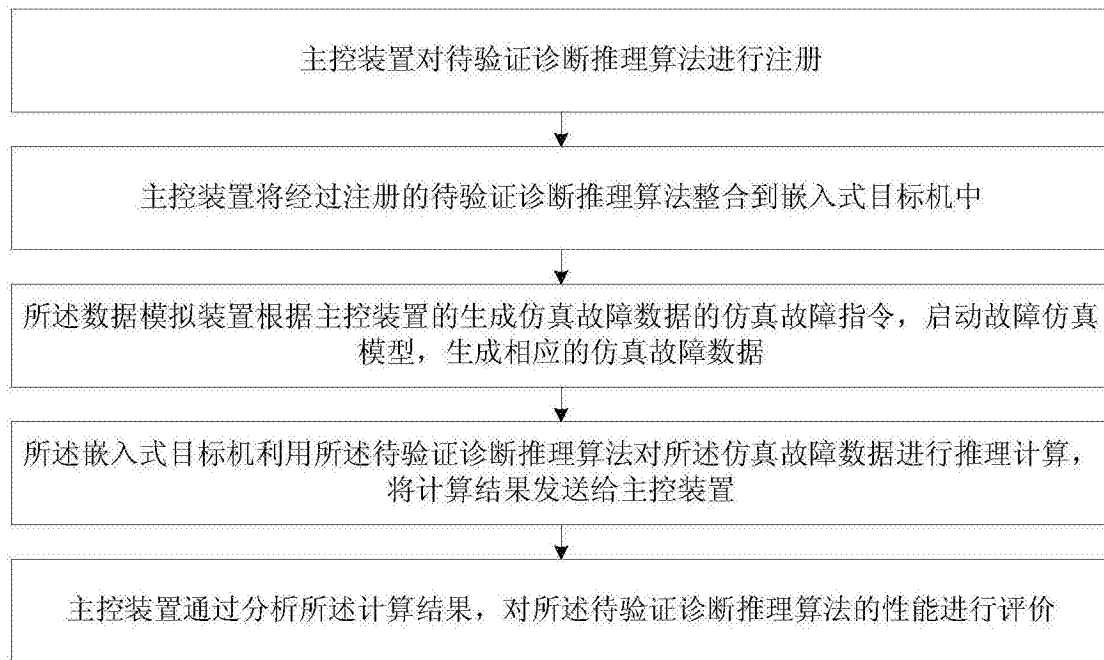 主控装置对待验证诊断推理算法进行注册
主控装置将经过注册的待验证诊断推理算法整合到嵌入式目标机中
所述数据模拟装置根据主控装置的生成仿真故障数据的仿真故障指令，启动故障仿真
模型，生成相应的仿真故障数据
所述嵌入式目标机利用所述待验证诊断推理算法对所述仿真故障数据进行推理计算，
将计算结果发送给主控装置
主控装置通过分析所述计算结果，对所述待验证诊断推理算法的性能进行评价